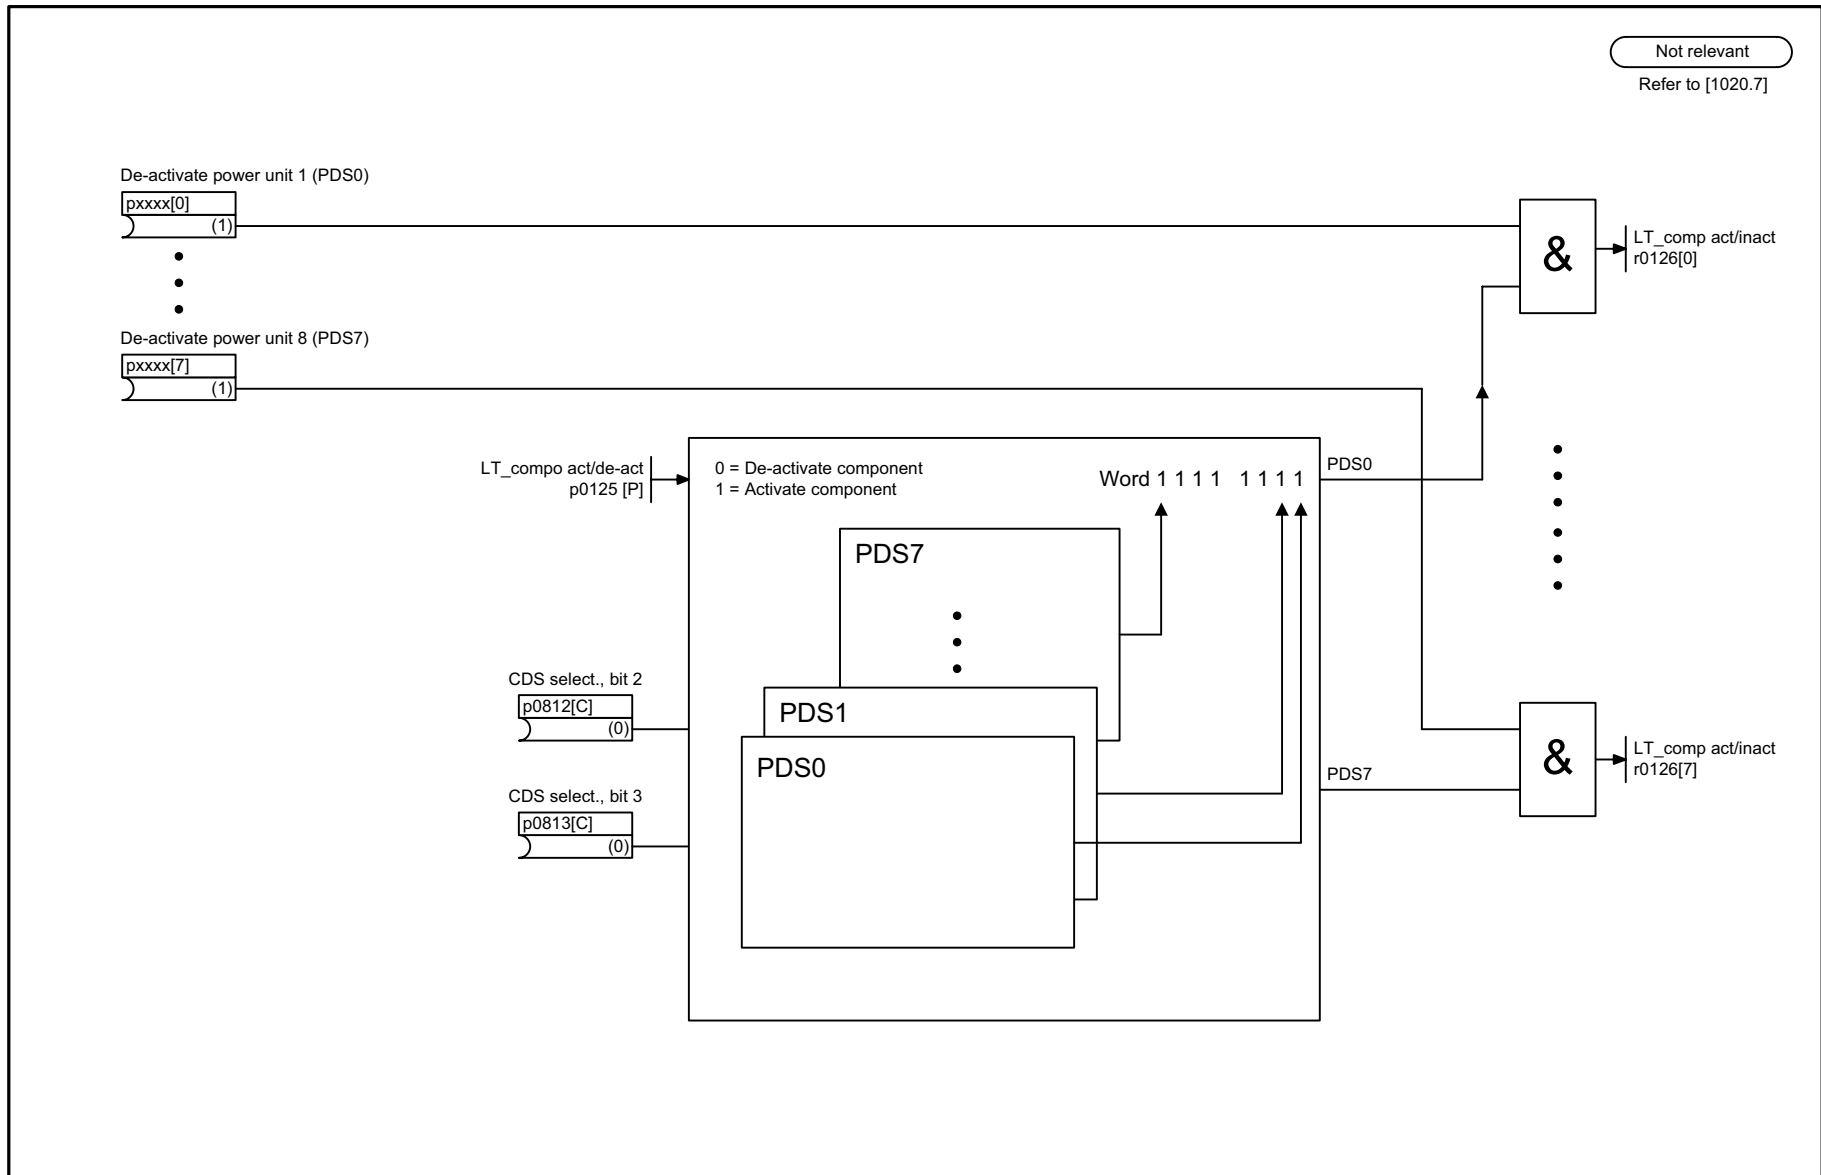 Not relevant
Refer to [1020.7]
De-activate power unit 1 (PDS0)
pxxxx[0]
(1)
&
LT_comp act/inact
r0126[0]
De-activate power unit 8 (PDS7)
pxxxx[7]
(1)
LT_compo act/de-act
p0125 [P]
0 = De-activate component
1 = Activate component
Word 1 1 1 1 1 1 1 1
PDS0
PDS7
CDS select., bit 2
p0812[C]
(0)
PDS1
PDS0
CDS select., bit 3
p0813[C]
(0)
PDS7
&
LT_comp act/inact
r0126[7]